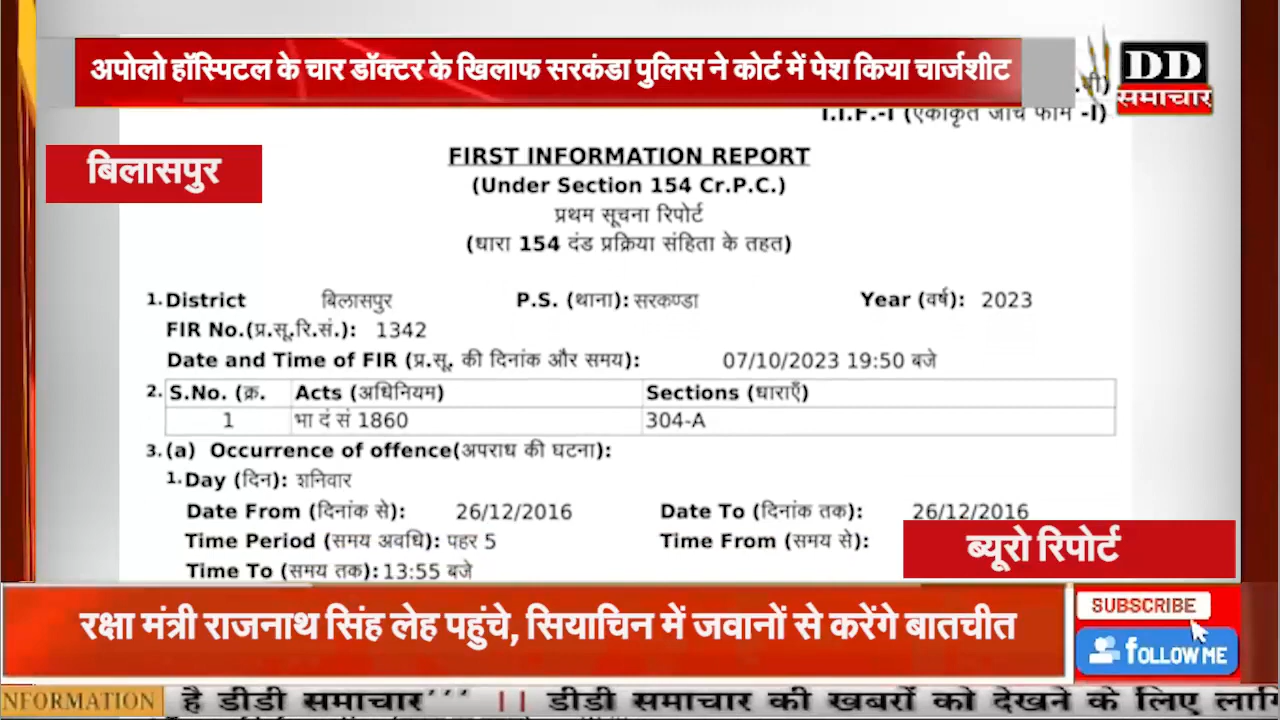 अपोलो हॉस्पिटल के चार डॉक्टर के खिलाफ सरकंडा पुलिस ने कोर्ट में पेश किया चार्जशीट
DD
समाचार
I.I.F.-I (एकीकृत जाँच फॉर्म -I)
बिलासपुर
FIRST INFORMATION REPORT
(Under Section 154 Cr.P.C.)
प्रथम सूचना रिपोर्ट
(धारा 154 दंड प्रक्रिया संहिता के तहत)
1. District बिलासपुर P.S. (थाना): सरकण्डा Year (वर्ष): 2023
FIR No.(प्र.सू.रि.सं.): 1342
Date and Time of FIR (प्र.सू. की दिनांक और समय): 07/10/2023 19:50 बजे
2. S.No. (क्र. Acts (अधिनियम) Sections (धाराएँ)
1 भा दं सं 1860 304-A
3. (a) Occurrence of offence(अपराध की घटना):
1. Day (दिन): शनिवार
Date From (दिनांक से): 26/12/2016 Date To (दिनांक तक): 26/12/2016
Time Period (समय अवधि): पहर 5 Time From (समय से):
Time To (समय तक): 13:55 बजे
ब्यूरो रिपोर्ट
रक्षा मंत्री राजनाथ सिंह लेह पहुंचे, सियाचिन में जवानों से करेंगे बातचीत
SUBSCRIBE
fOLLOW ME
NFORMATION है डीडी समाचार''' || डीडी समाचार की खबरों को देखने के लिए